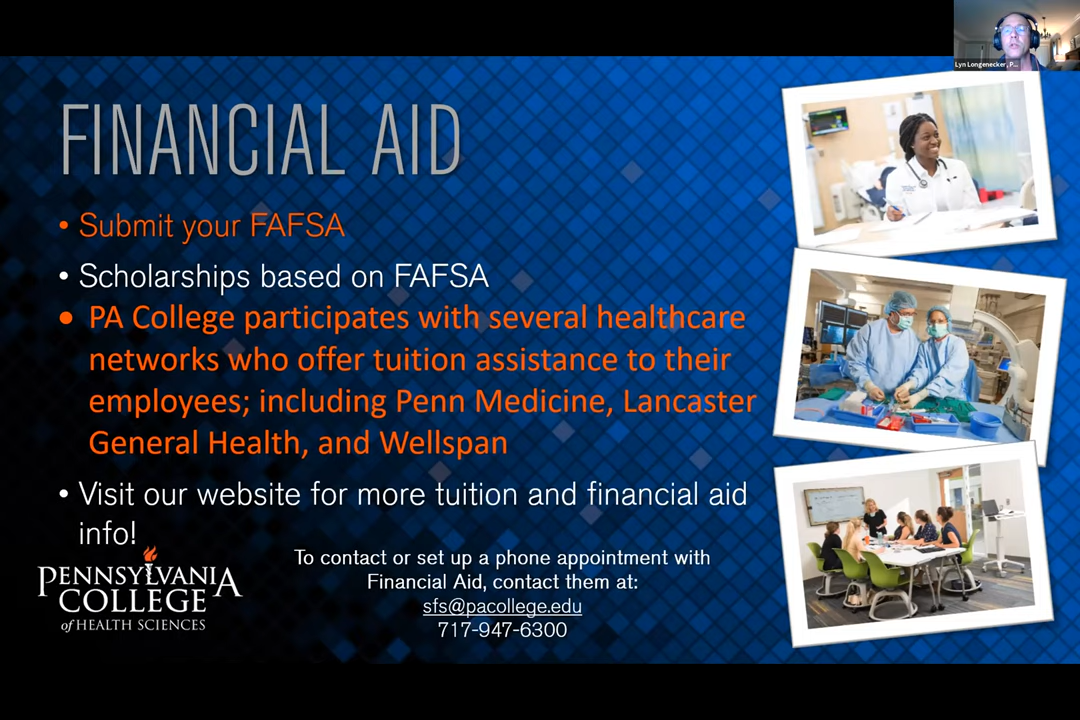 Lyn Longenecker, P...
FINANCIAL AID
• Submit your FAFSA
• Scholarships based on FAFSA
• PA College participates with several healthcare
networks who offer tuition assistance to their
employees; including Penn Medicine, Lancaster
General Health, and Wellspan
• Visit our website for more tuition and financial aid
info!
PENNSYLVANIA
COLLEGE
of HEALTH SCIENCES
To contact or set up a phone appointment with
Financial Aid, contact them at:
sfs@pacollege.edu
717-947-6300